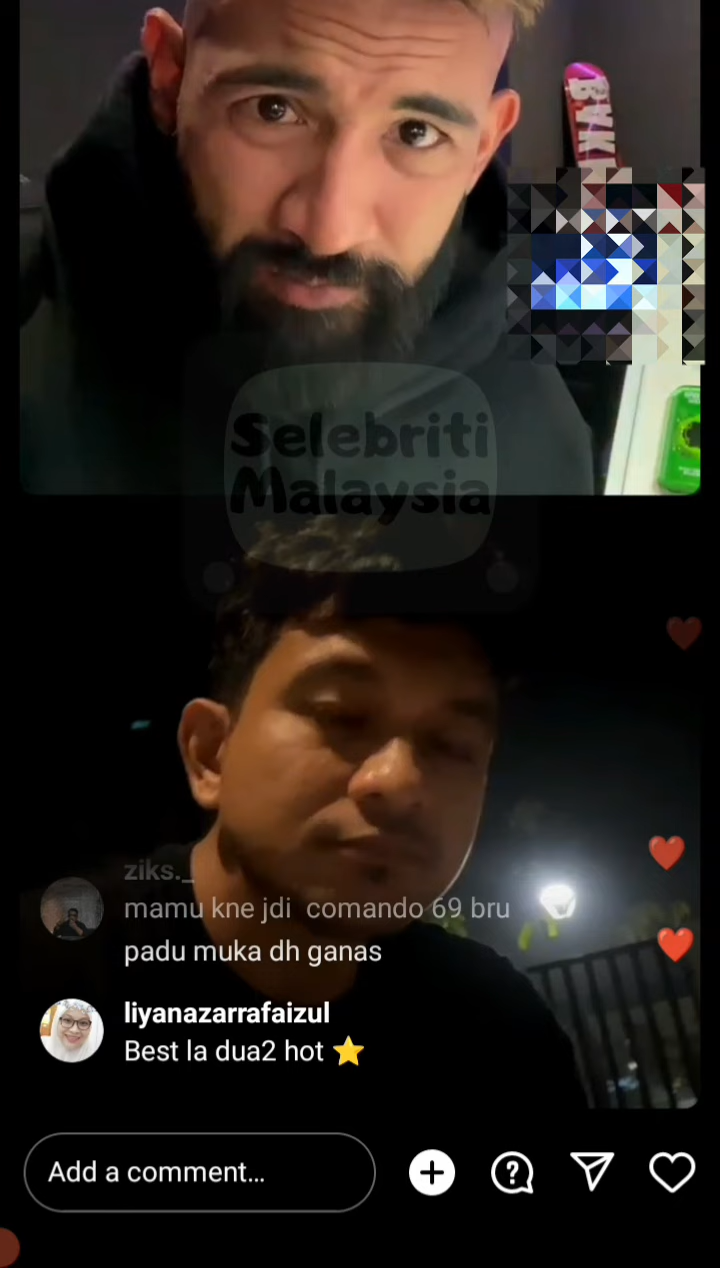 Selebriti
Malaysia
ziks._
mamu kne jdi comando 69 bru
padu muka dh ganas
liyanazarrafaizul
Best la dua2 hot ⭐
Add a comment...